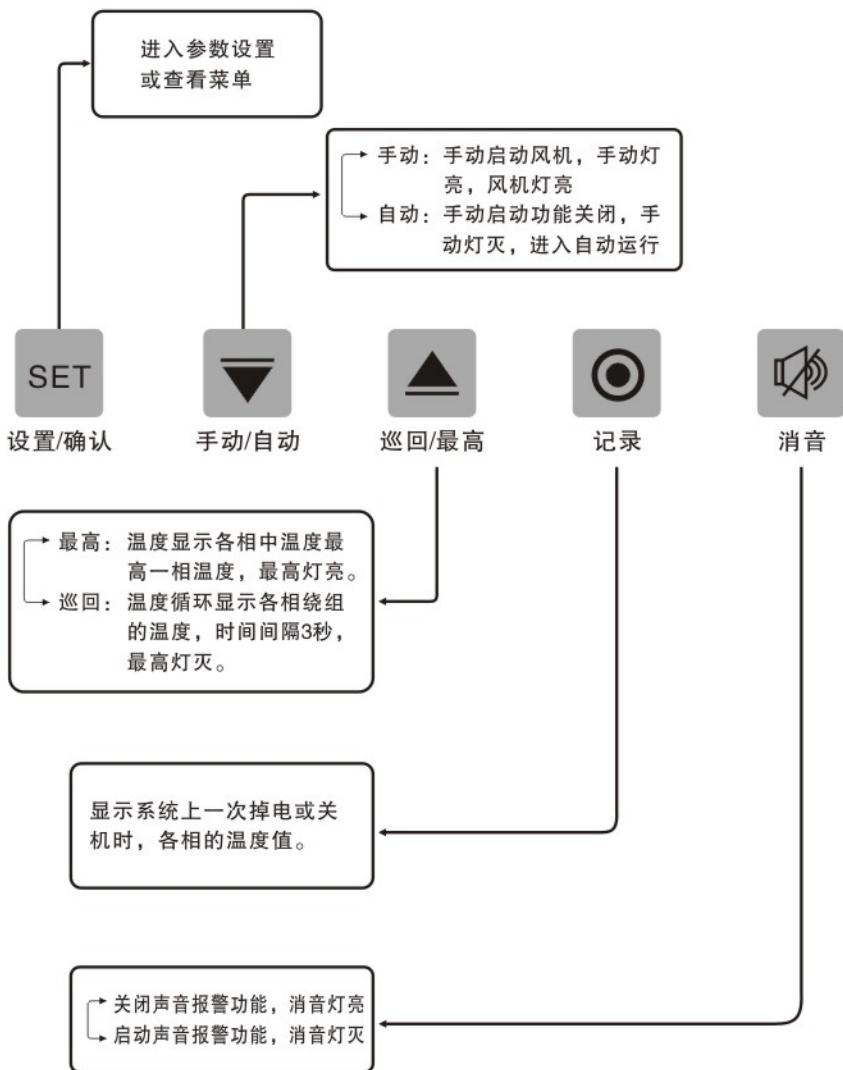 进入参数设置
或查看菜单
手动：手动启动风机，手动灯
亮，风机灯亮
自动：手动启动功能关闭，手
动灯灭，进入自动运行
SET
设置/确认
手动/自动
巡回/最高
记录
消音
最高：温度显示各相中温度最
高一相温度，最高灯亮。
巡回：温度循环显示各相绕组
的温度，时间间隔3秒，
最高灯灭。
显示系统上一次掉电或关
机时，各相的温度值。
关闭声音报警功能，消音灯亮
启动声音报警功能，消音灯灭